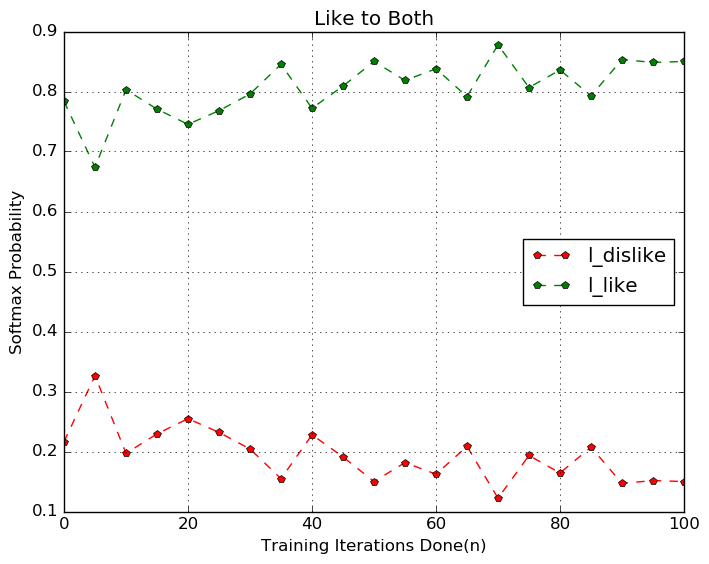 Like to Both
Softmax Probability
0.9
0.8
0.7
0.6
0.5
0.4
0.3
0.2
0.1
l_dislike
l_like
0 20 40 60 80 100
Training Iterations Done(n)